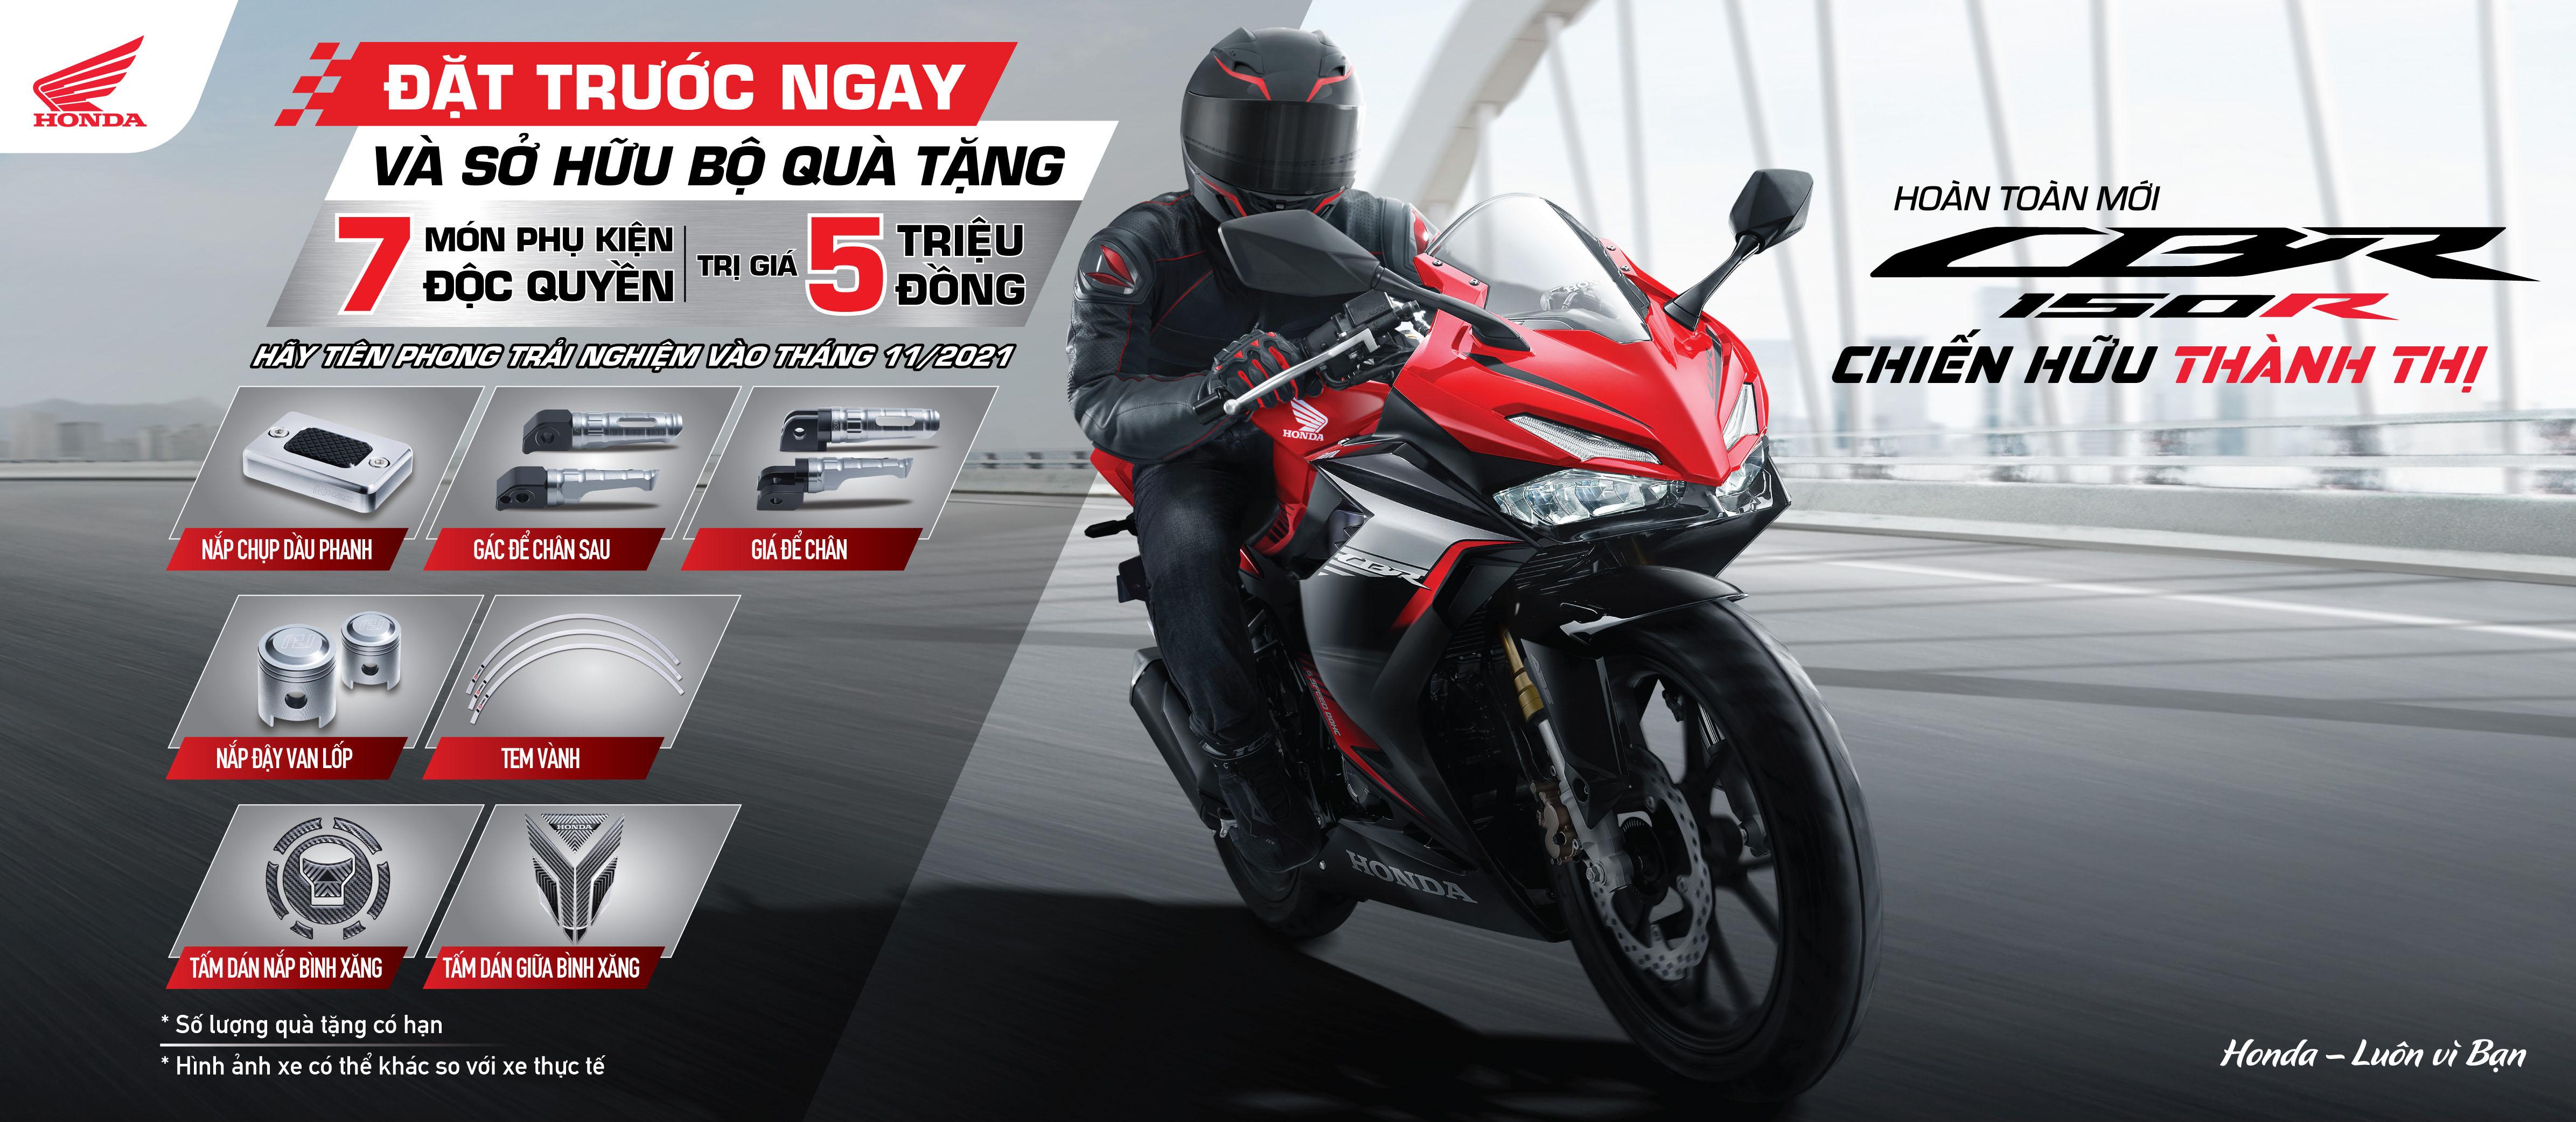 HONDA
ĐẶT TRƯỚC NGAY
VÀ SỞ HỮU BỘ QUÀ TẶNG
7 MÓN PHỤ KIỆN ĐỘC QUYỀN
TRỊ GIÁ 5 TRIỆU ĐỒNG
HÃY TIÊN PHONG TRẢI NGHIỆM VÀO THÁNG 11/2021
NẮP CHỤP DẦU PHANH
GÁC ĐỂ CHÂN SAU
GIÁ ĐỂ CHÂN
NẮP ĐẬY VAN LỐP
TEM VÀNH
HONDA
TẤM DÁN NẮP BÌNH XĂNG
TẤM DÁN GIỮA BÌNH XĂNG
* Số lượng quà tặng có hạn
* Hình ảnh xe có thể khác so với xe thực tế
HONDA
CBR
HONDA
HOÀN TOÀN MỚI
CBR
150R
CHIẾN HỮU THÀNH THỊ
Honda – Luôn vì Bạn